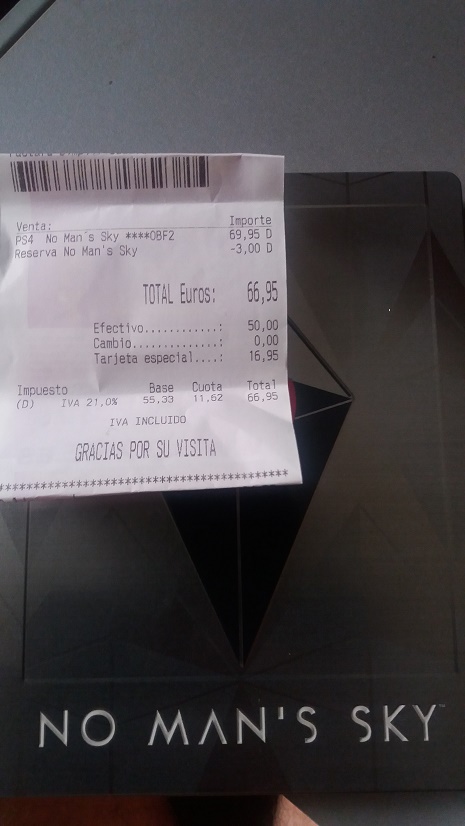 Venta: Importe
PS4 No Man's Sky ****OBF2 69,95 D
Reserva No Man's Sky -3,00 D
TOTAL Euros: 66,95
Efectivo............: 50,00
Cambio.............: 0,00
Tarjeta especial....: 16,95
Impuesto Base Cuota Total
(D) IVA 21,0% 55,33 11,62 66,95
IVA INCLUIDO
GRACIAS POR SU VISITA
NO MAN'S SKY™